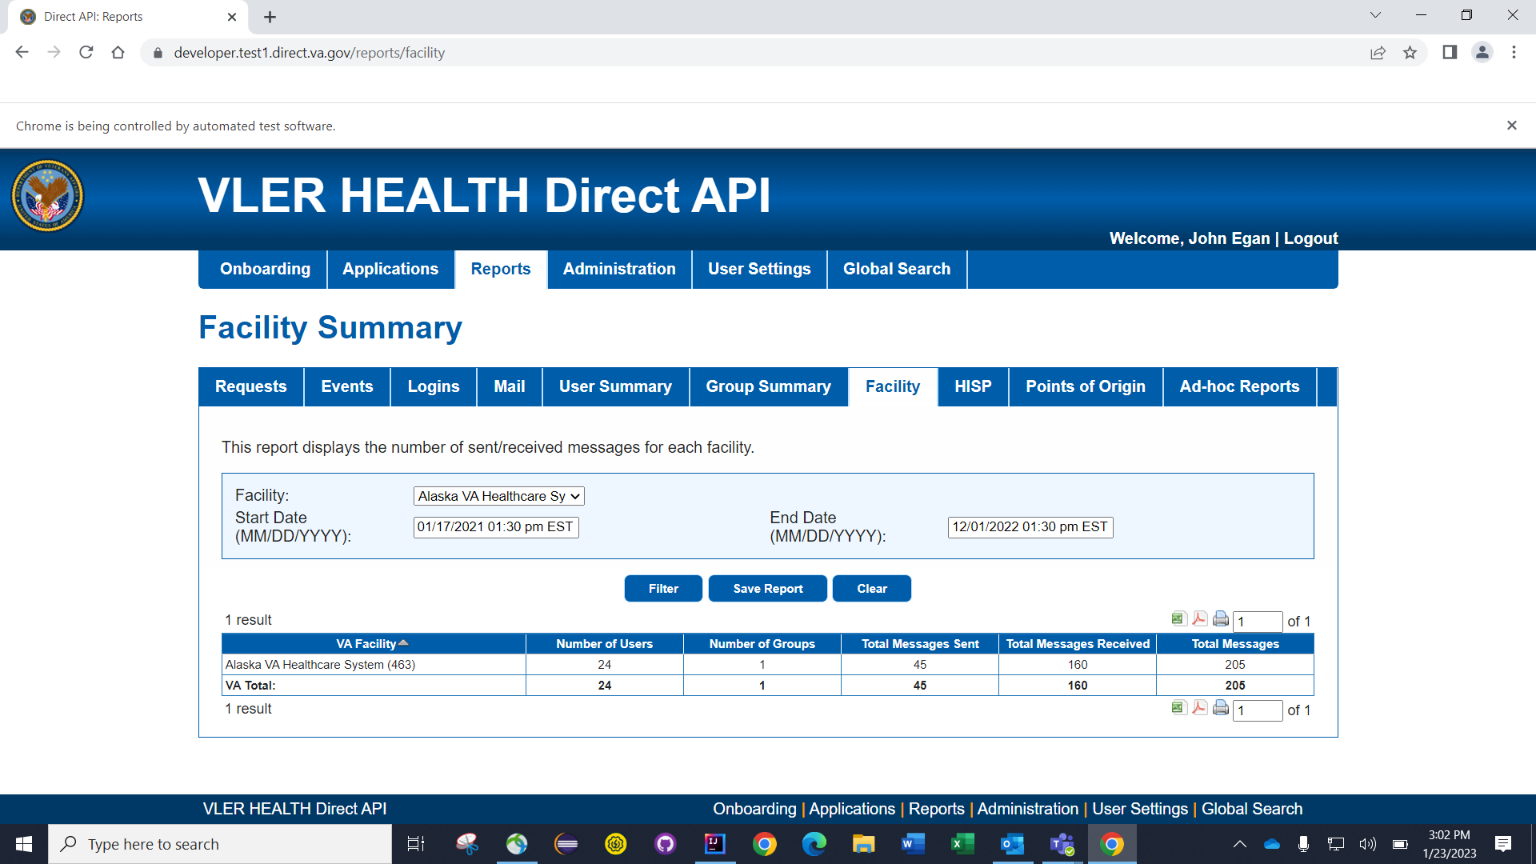 Direct API: Reports
developer.test1.direct.va.gov/reports/facility
Chrome is being controlled by automated test software.
VLER HEALTH Direct API
Welcome, John Egan | Logout
Onboarding Applications Reports Administration User Settings Global Search
Facility Summary
Requests Events Logins Mail User Summary Group Summary Facility HISP Points of Origin Ad-hoc Reports
This report displays the number of sent/received messages for each facility.
Facility: Alaska VA Healthcare Sy
Start Date (MM/DD/YYYY): 01/17/2021 01:30 pm EST End Date (MM/DD/YYYY): 12/01/2022 01:30 pm EST
Filter Save Report Clear
1 result 1 of 1
VA Facility Number of Users Number of Groups Total Messages Sent Total Messages Received Total Messages
Alaska VA Healthcare System (463) 24 1 45 160 205
VA Total: 24 1 45 160 205
1 result 1 of 1
VLER HEALTH Direct API Onboarding | Applications | Reports | Administration | User Settings | Global Search
Type here to search
3:02 PM
1/23/2023